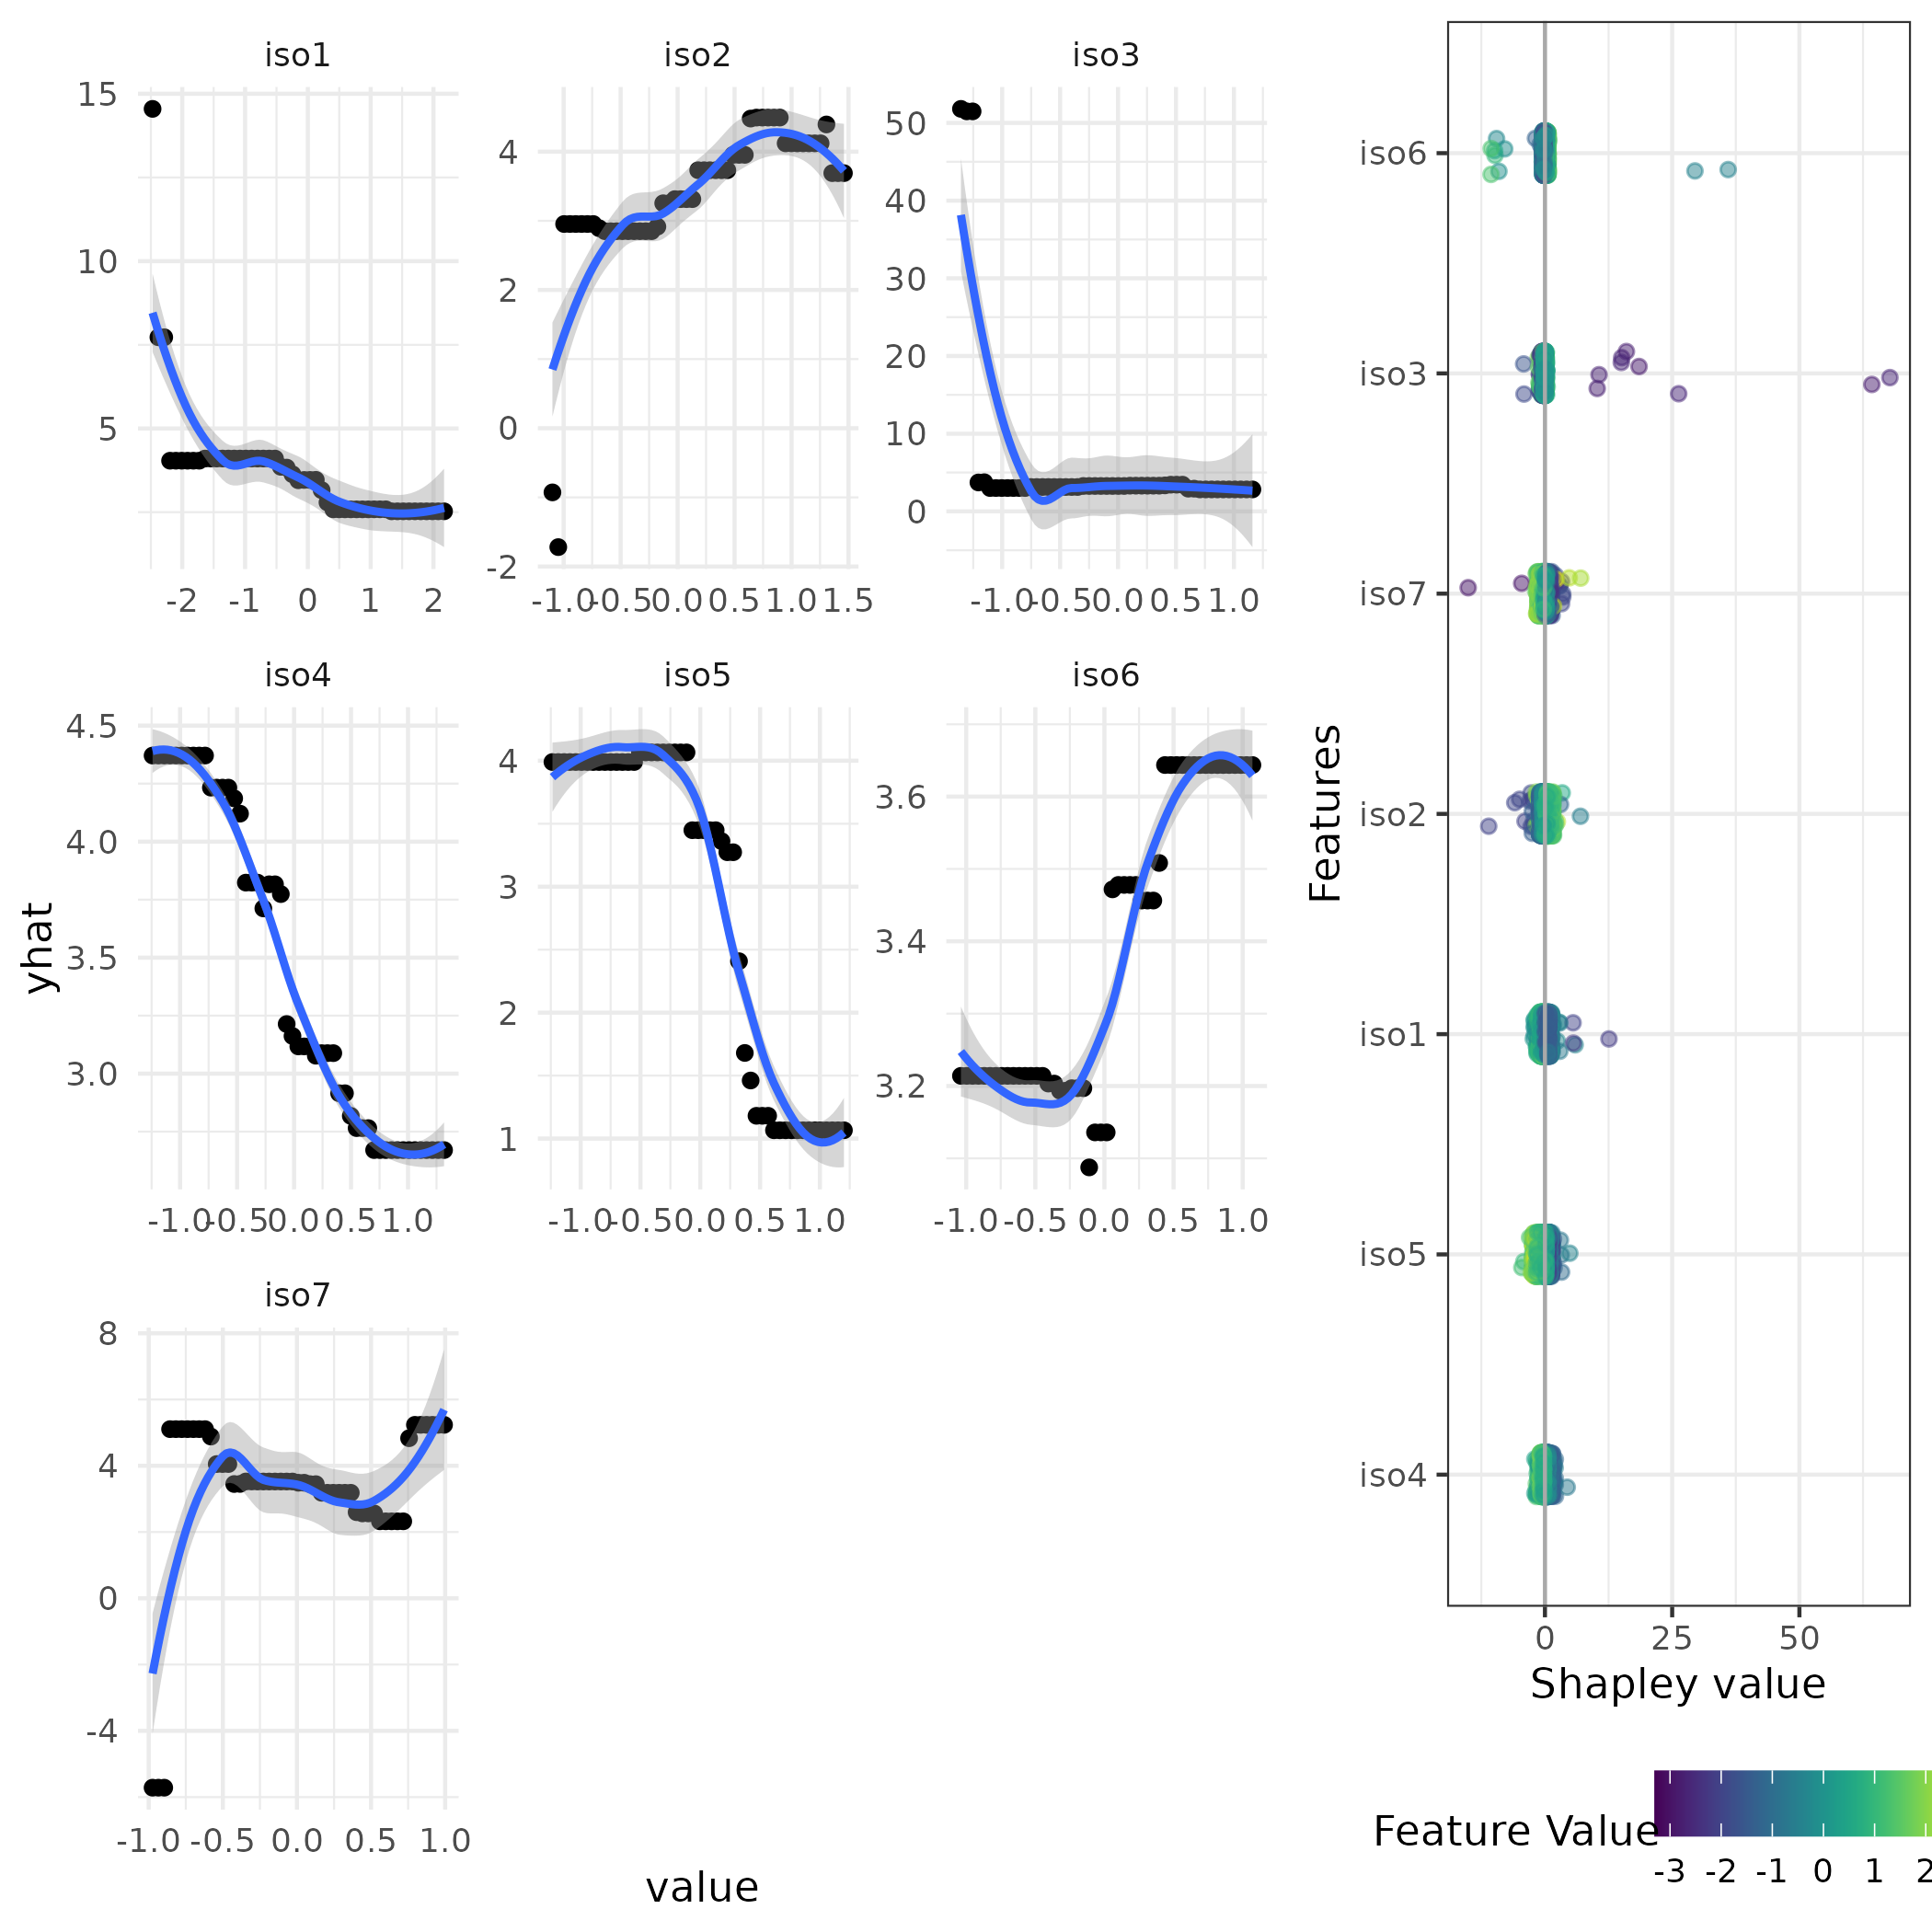 iso1 iso2 iso3
15
10
5
-2 -1 0 1 2
4
2
0
-2
-1.0 -0.5 0.0 0.5 1.0 1.5
50
40
30
20
10
0
-1.0 -0.5 0.0 0.5 1.0
iso4 iso5 iso6
4.5
4.0
3.5
3.0
-1.0 -0.5 0.0 0.5 1.0
4
3
2
1
-1.0 -0.5 0.0 0.5 1.0
3.6
3.4
3.2
-1.0 -0.5 0.0 0.5 1.0
iso7
8
4
0
-4
-1.0 -0.5 0.0 0.5 1.0
yhat
value
Features
iso6
iso3
iso7
iso2
iso1
iso5
iso4
0 25 50
Shapley value
Feature Value
-3 -2 -1 0 1 2